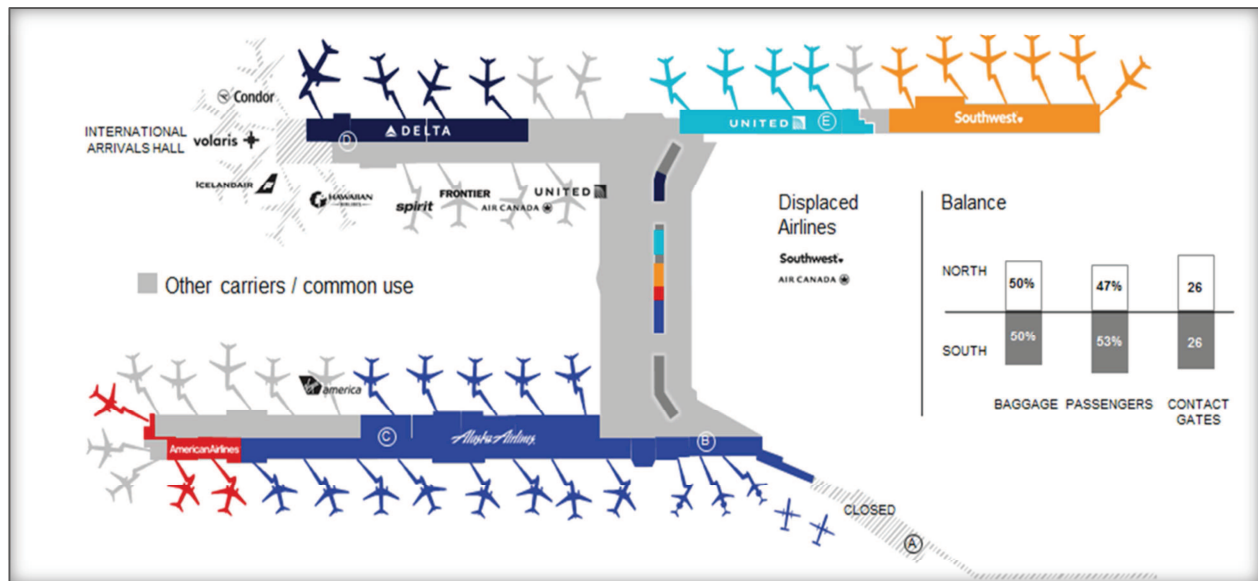 Condor
INTERNATIONAL
ARRIVALS HALL
volaris
D
DELTA
UNITED
E
Southwest
ICELANDAIR
HAWAIIAN
AIRLINES
spirit
FRONTIER
AIR CANADA
UNITED
Displaced
Airlines
Southwest
AIR CANADA
Balance
NORTH
50%
47%
26
SOUTH
50%
53%
26
BAGGAGE
PASSENGERS
CONTACT
GATES
Other carriers / common use
america
AmericanAirlines
C
Alaska Airlines
B
CLOSED
A